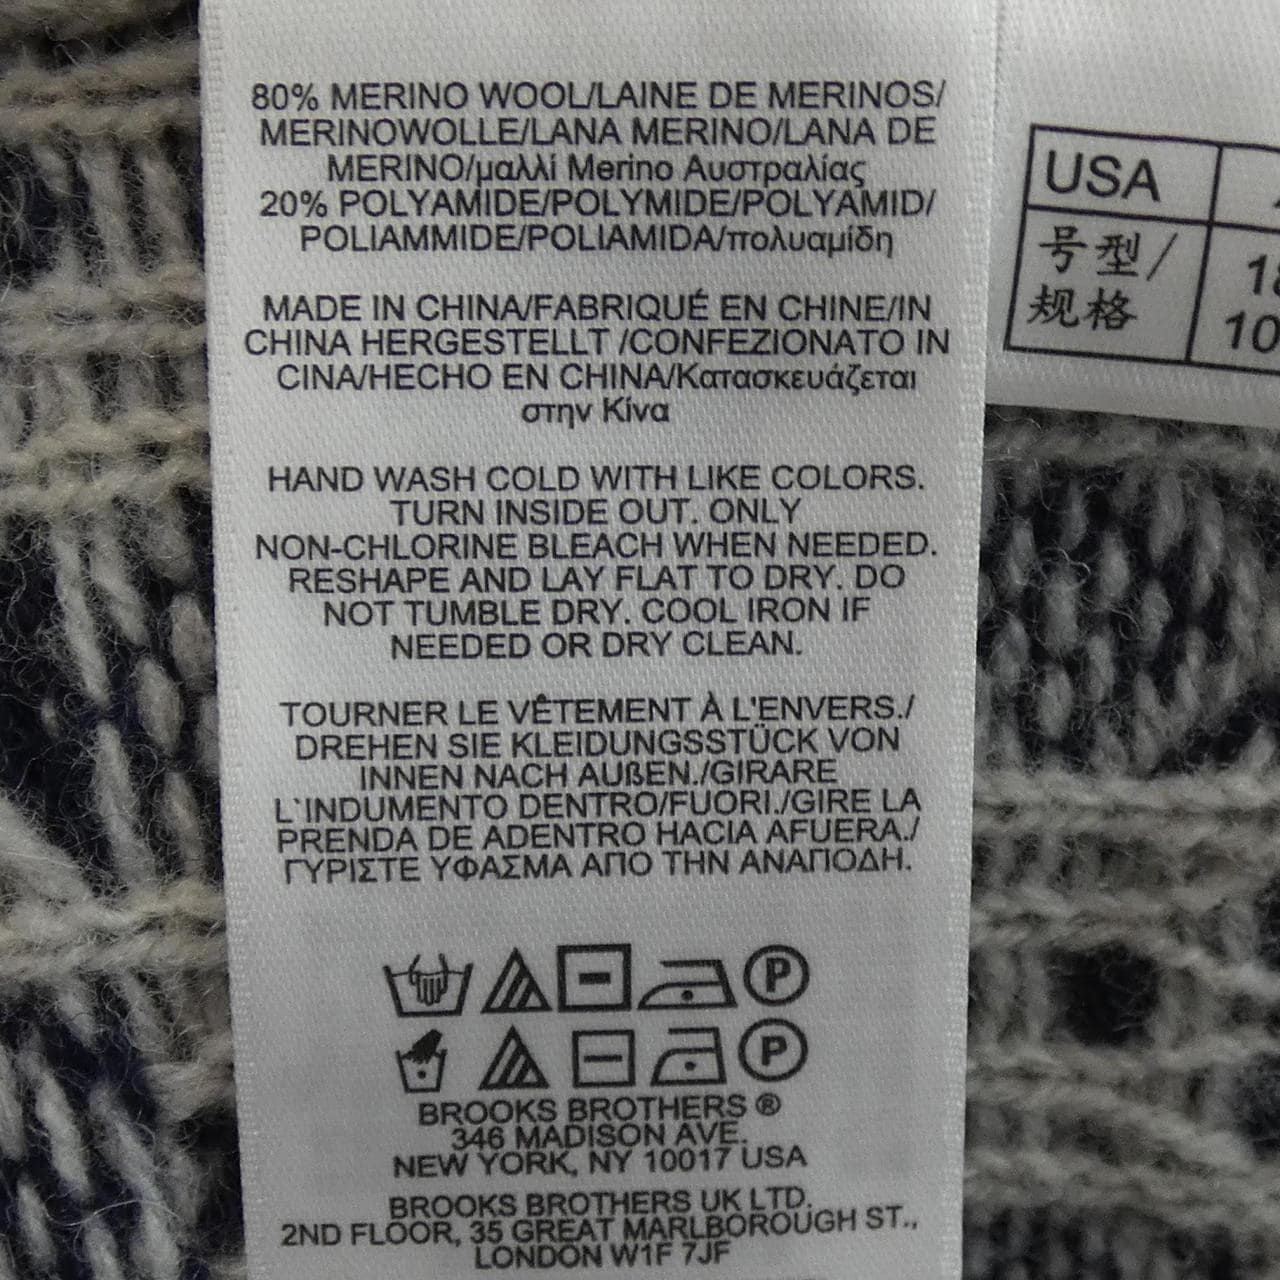 80% MERINO WOOL/LAINE DE MERINOS/
MERINOWOLLE/LANA MERINO/LANA DE
MERINO/μαλλί Merino Αυστραλίας
20% POLYAMIDE/POLYMIDE/POLYAMID/
POLIAMMIDE/POLIAMIDA/πολυαμίδη
MADE IN CHINA/FABRIQUÉ EN CHINE/IN
CHINA HERGESTELLT /CONFEZIONATO IN
CINA/HECHO EN CHINA/Κατασκευάζεται
στην Κίνα
HAND WASH COLD WITH LIKE COLORS.
TURN INSIDE OUT. ONLY
NON-CHLORINE BLEACH WHEN NEEDED.
RESHAPE AND LAY FLAT TO DRY. DO
NOT TUMBLE DRY. COOL IRON IF
NEEDED OR DRY CLEAN.
TOURNER LE VÊTEMENT À L'ENVERS./
DREHEN SIE KLEIDUNGSSTÜCK VON
INNEN NACH AUßEN./GIRARE
L`INDUMENTO DENTRO/FUORI./GIRE LA
PRENDA DE ADENTRO HACIA AFUERA./
ΓΥΡΙΣΤΕ ΥΦΑΣΜΑ ΑΠΟ ΤΗΝ ΑΝΑΠΟΔΗ.
P
P
BROOKS BROTHERS ®
346 MADISON AVE.
NEW YORK, NY 10017 USA
BROOKS BROTHERS UK LTD.
2ND FLOOR, 35 GREAT MARLBOROUGH ST.,
LONDON W1F 7JF
USA
号型/
规格